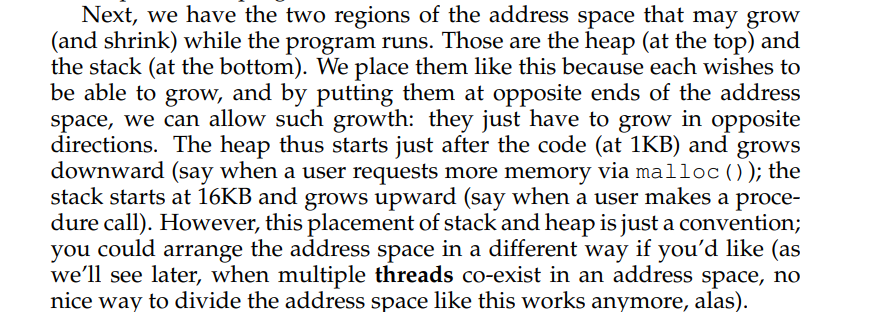 Next, we have the two regions of the address space that may grow
(and shrink) while the program runs. Those are the heap (at the top) and
the stack (at the bottom). We place them like this because each wishes to
be able to grow, and by putting them at opposite ends of the address
space, we can allow such growth: they just have to grow in opposite
directions. The heap thus starts just after the code (at 1KB) and grows
downward (say when a user requests more memory via malloc()); the
stack starts at 16KB and grows upward (say when a user makes a proce-
dure call). However, this placement of stack and heap is just a convention;
you could arrange the address space in a different way if you'd like (as
we'll see later, when multiple threads co-exist in an address space, no
nice way to divide the address space like this works anymore, alas).